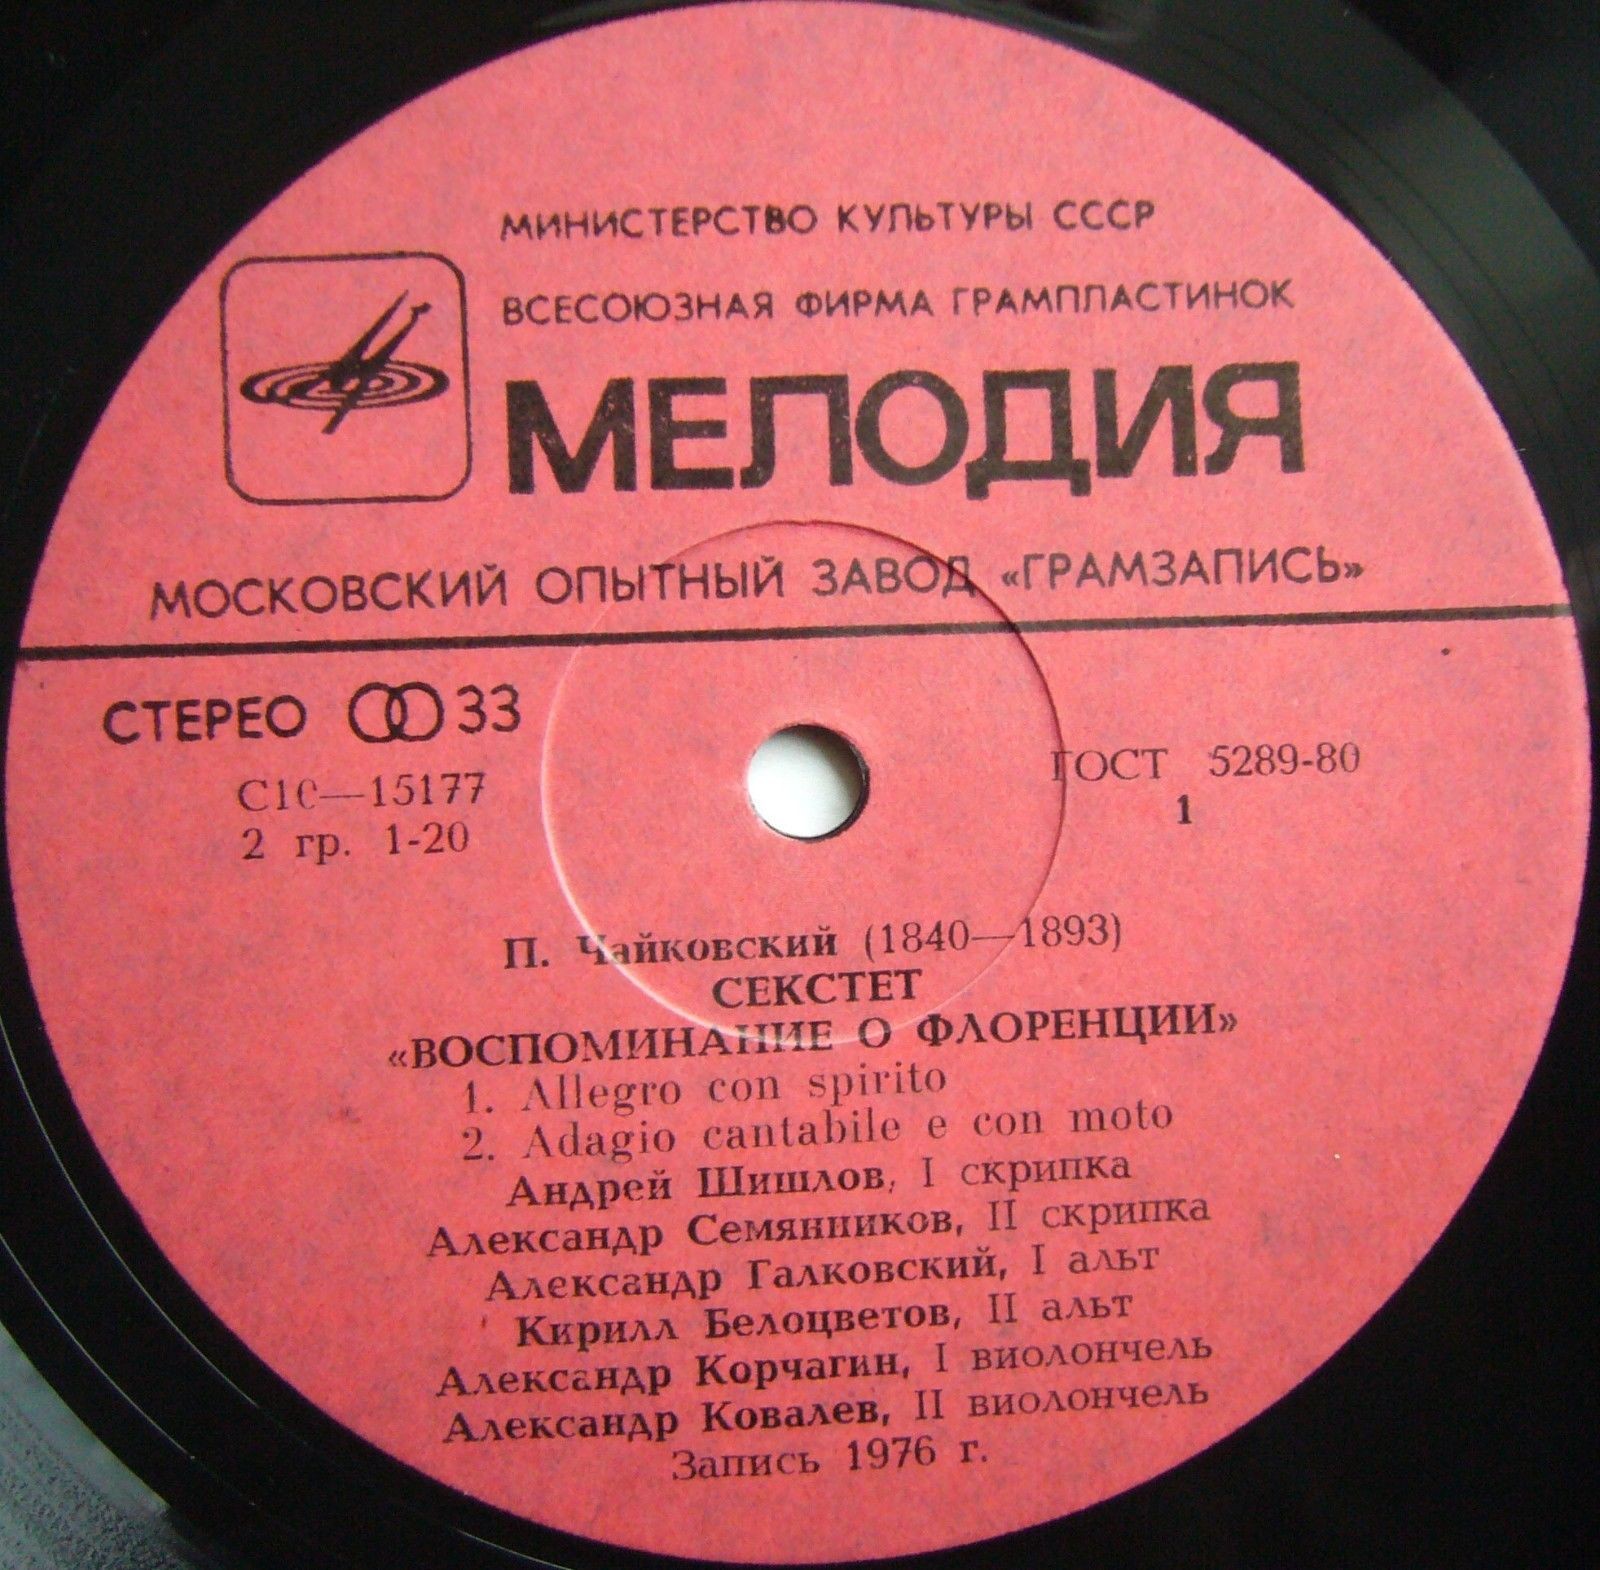 МИНИСТЕРСТВО КУЛЬТУРЫ СССР
ВСЕСОЮЗНАЯ ФИРМА ГРАМПЛАСТИНОК
МЕЛОДИЯ
МОСКОВСКИЙ ОПЫТНЫЙ ЗАВОД «ГРАМЗАПИСЬ»
СТЕРЕО 33
С10—15177
2 гр. 1-20
ГОСТ 5289-80
1
П. Чайковский (1840—1893)
СЕКСТЕТ
«ВОСПОМИНАНИЕ О ФЛОРЕНЦИИ»
1. Allegro con spirito
2. Adagio cantabile e con moto
Андрей Шишлов, I скрипка
Александр Семянников, II скрипка
Александр Галковский, I альт
Кирилл Белоцветов, II альт
Александр Корчагин, I виолончель
Александр Ковалев, II виолончель
Запись 1976 г.